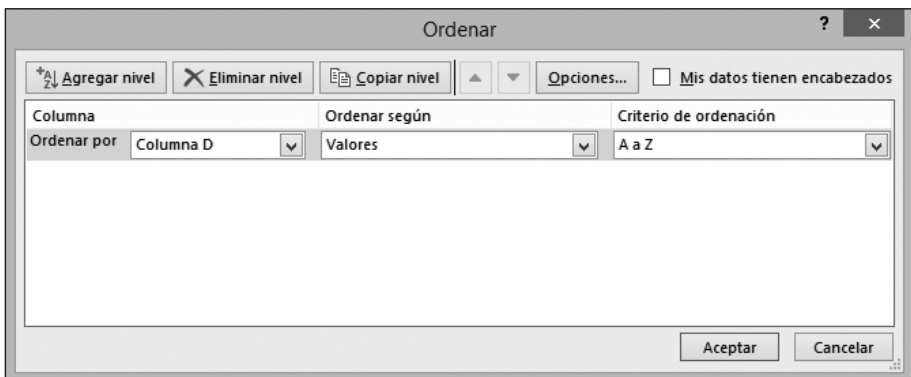 Ordenar
? ×
Agregar nivel Eliminar nivel Copiar nivel Opciones... Mis datos tienen encabezados
Columna Ordenar según Criterio de ordenación
Ordenar por Columna D Valores A a Z
Aceptar Cancelar